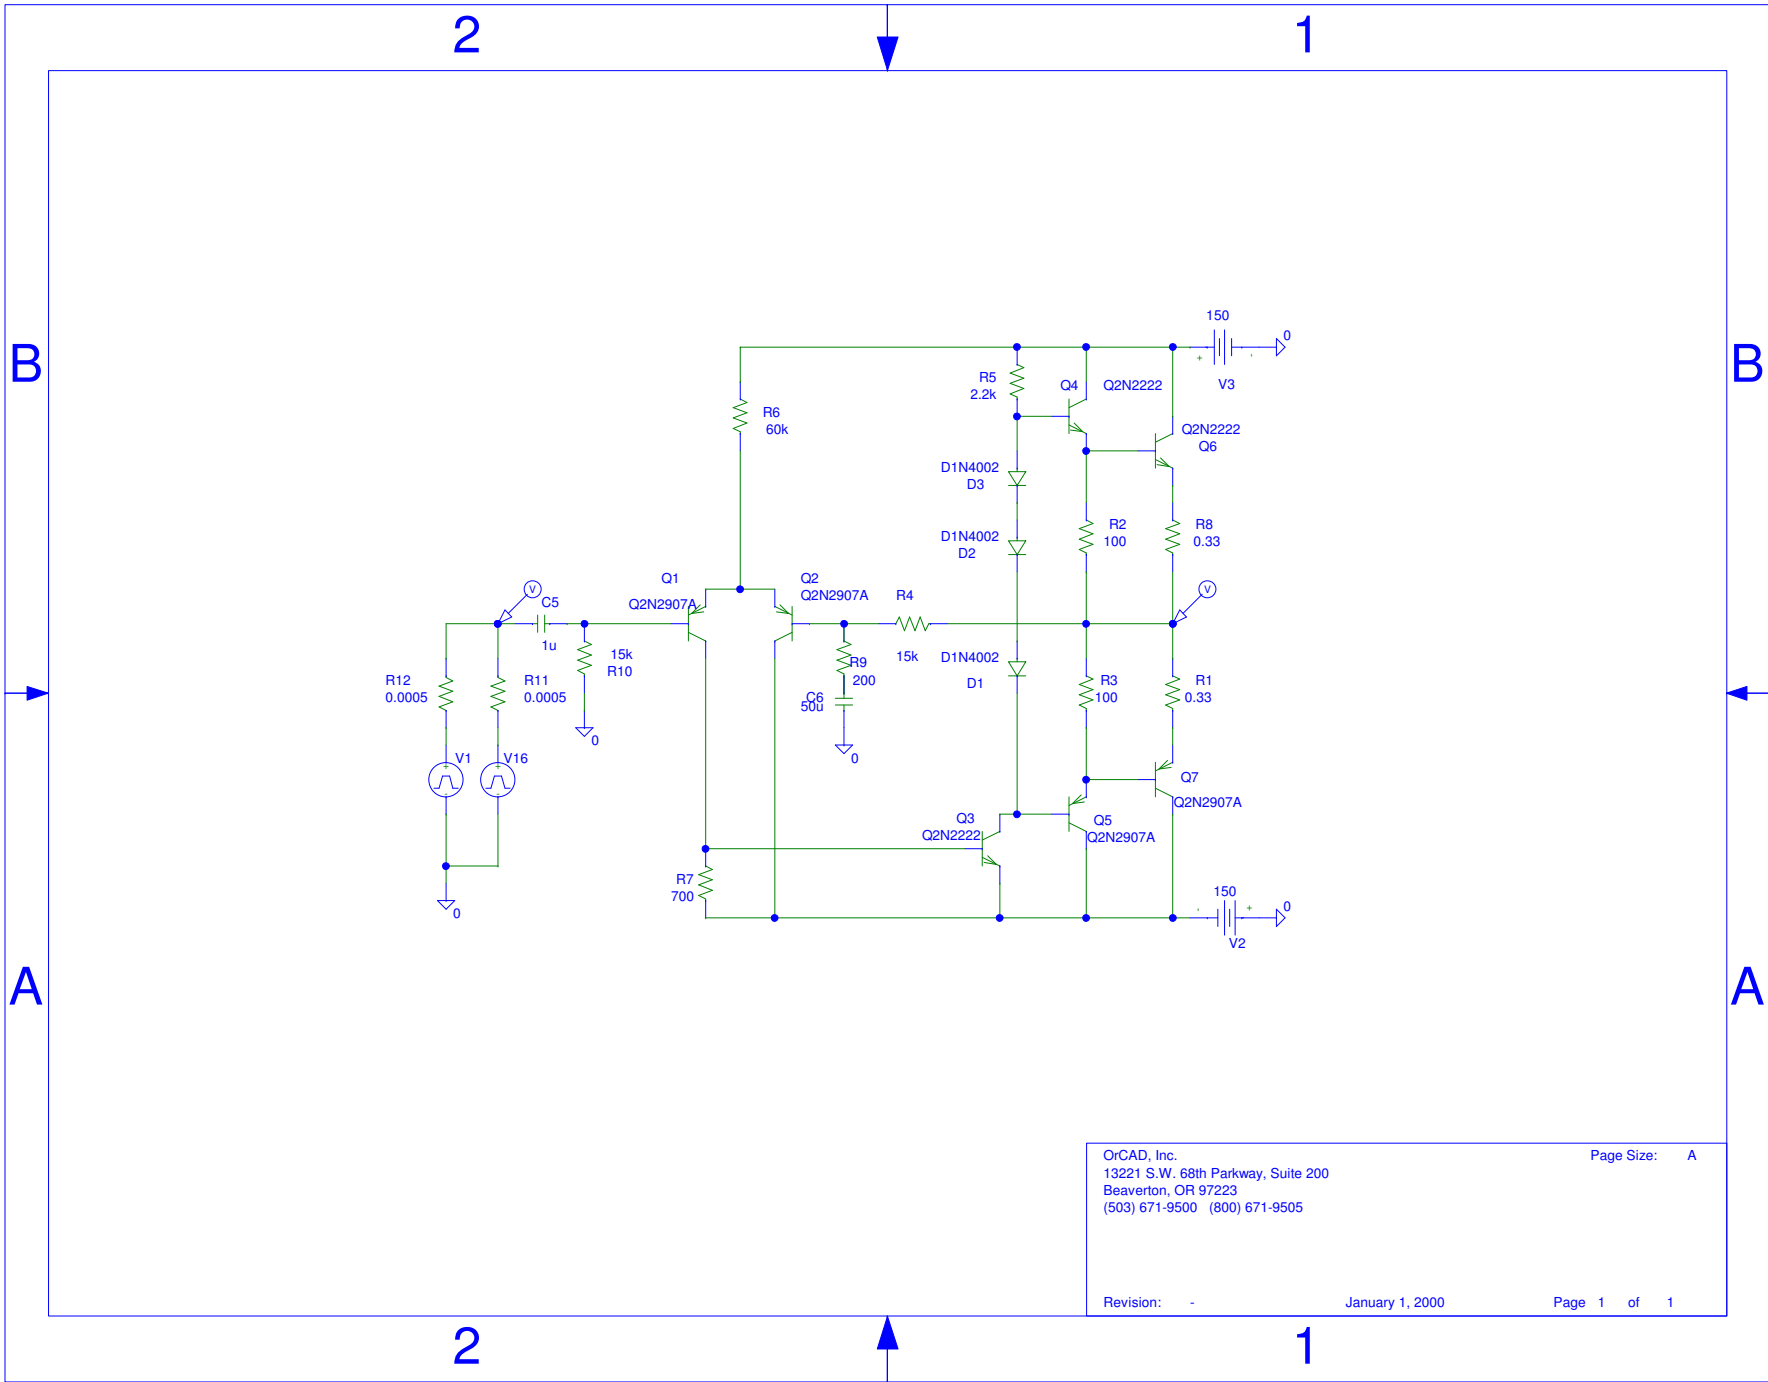 2 1
150
0
V3
R5
2.2k
Q4 Q2N2222
B B
R6
60k
Q2N2222
Q6
D1N4002
D3
R2
100
R8
0.33
D1N4002
D2
Q1
Q2N2907A
Q2
Q2N2907A
R4
15k
V
V
C5
1u
15k
R10
0
R9
200
C6
50u
0
D1N4002
D1
R3
100
R1
0.33
R12
0.0005
R11
0.0005
V1
V16
0
Q7
Q2N2907A
Q3
Q2N2222
Q5
Q2N2907A
R7
700
150
0
V2
A A
OrCAD, Inc. Page Size: A
13221 S.W. 68th Parkway, Suite 200
Beaverton, OR 97223
(503) 671-9500 (800) 671-9505
Revision: - January 1, 2000 Page 1 of 1
2 1